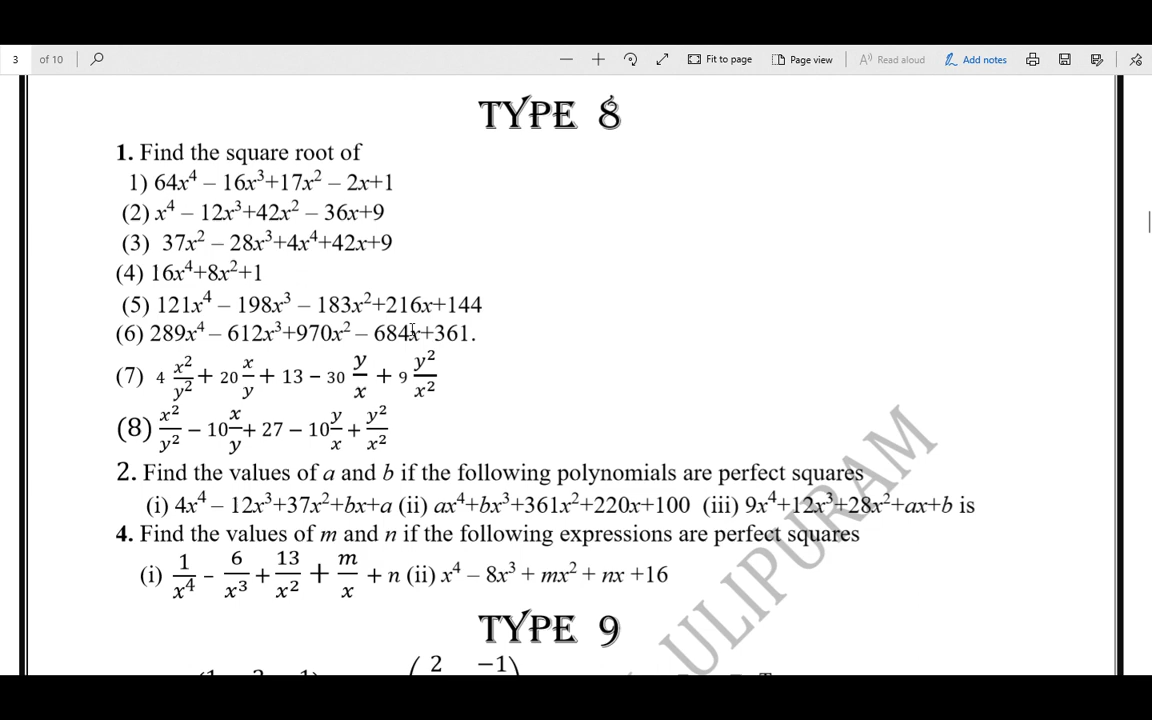 3 of 10 Fit to page Page view Read aloud Add notes
TYPE 8
1. Find the square root of
1) 64x⁴ – 16x³+17x² – 2x+1
(2) x⁴ – 12x³+42x² – 36x+9
(3) 37x² – 28x³+4x⁴+42x+9
(4) 16x⁴+8x²+1
(5) 121x⁴ – 198x³ – 183x²+216x+144
(6) 289x⁴ – 612x³+970x² – 684x+361.
(7) 4 x²/y² + 20 x/y + 13 – 30 y/x + 9 y²/x²
(8) x²/y² – 10 x/y + 27 – 10 y/x + y²/x²
2. Find the values of a and b if the following polynomials are perfect squares
(i) 4x⁴ – 12x³+37x²+bx+a (ii) ax⁴+bx³+361x²+220x+100 (iii) 9x⁴+12x³+28x²+ax+b is
4. Find the values of m and n if the following expressions are perfect squares
(i) 1/x⁴ - 6/x³ + 13/x² + m/x + n (ii) x⁴ – 8x³ + mx² + nx +16
TYPE 9
2 −1
ULIPURAM